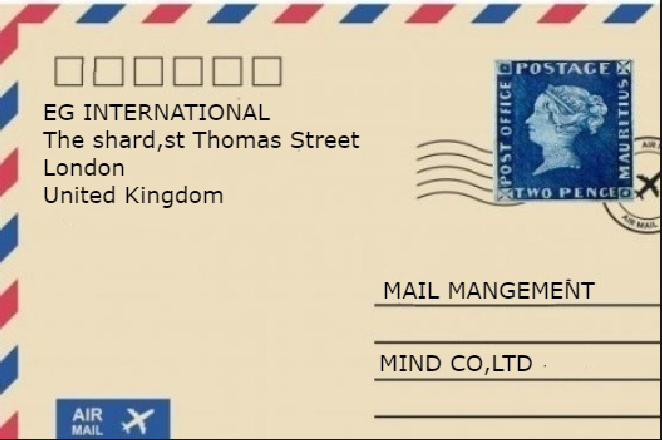 EG INTERNATIONAL
The shard,st Thomas Street
London
United Kingdom
POSTAGE
POST OFFICE
MAURITIUS
TWO PENCE
AIR MAIL
MAIL MANGEMENT
MIND CO,LTD
AIR
MAIL